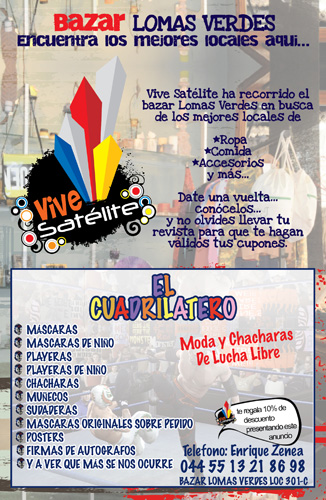 Bazar LOMAS VERDES
Encuentra los mejores locales aqui...
Vive Satélite ha recorrido el
bazar Lomas Verdes en busca
de los mejores locales de
*Ropa
*Comida
*Accesorios
y mas...
Date una vuelta...
conócelos...
y no olvides llevar tu
revista para que te hagan
válidos tus cupones.
Vive
Satélite
EL
CUADRILATERO
Moda y Chacharas
De Lucha Libre
MASCARAS
MASCARAS DE NIÑO
PLAYERAS
PLAYERAS DE NIÑO
CHACHARAS
MUÑECOS
SUDADERAS
MASCARAS ORIGINALES SOBRE PEDIDO
POSTERS
FIRMAS DE AUTOGRAFOS
Y A VER QUE MAS SE NOS OCURRE
te regala 10% de
descuento
presentando este
anuncio
Telefono: Enrique Zenea
044 55 13 21 86 98
BAZAR LOMAS VERDES LOC 301-C